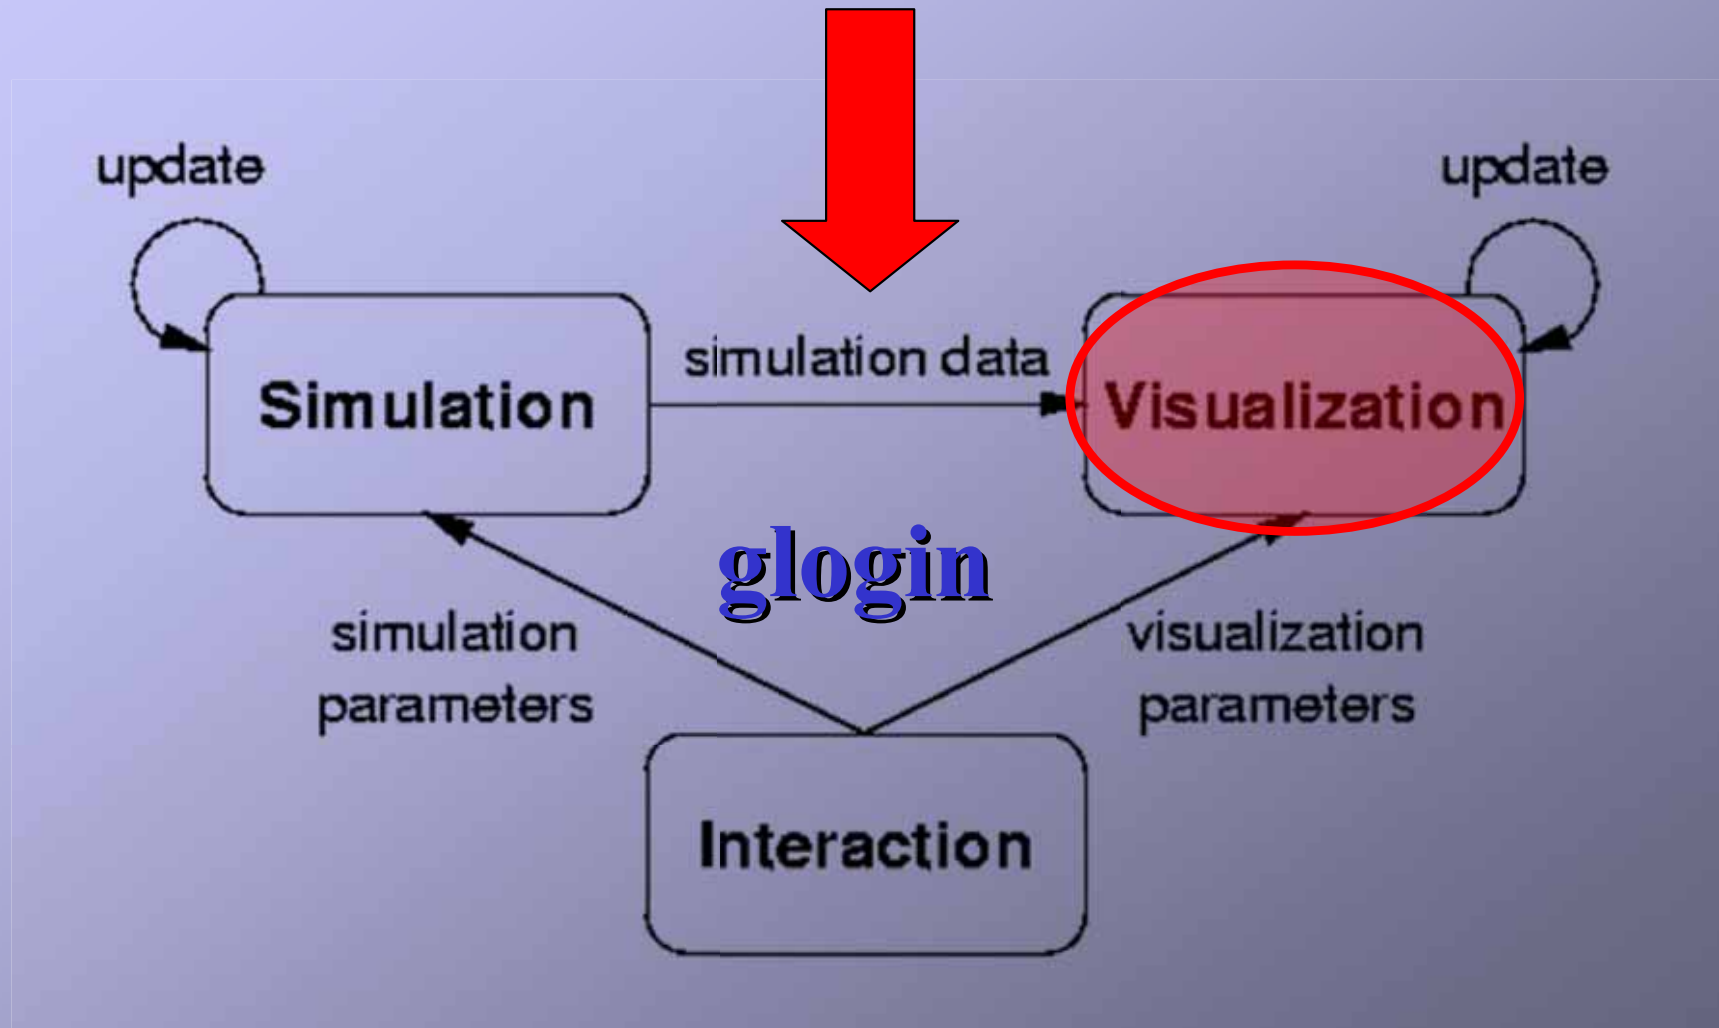 update
update
simulation data
Simulation
Visualization
glogin
simulation
parameters
visualization
parameters
Interaction